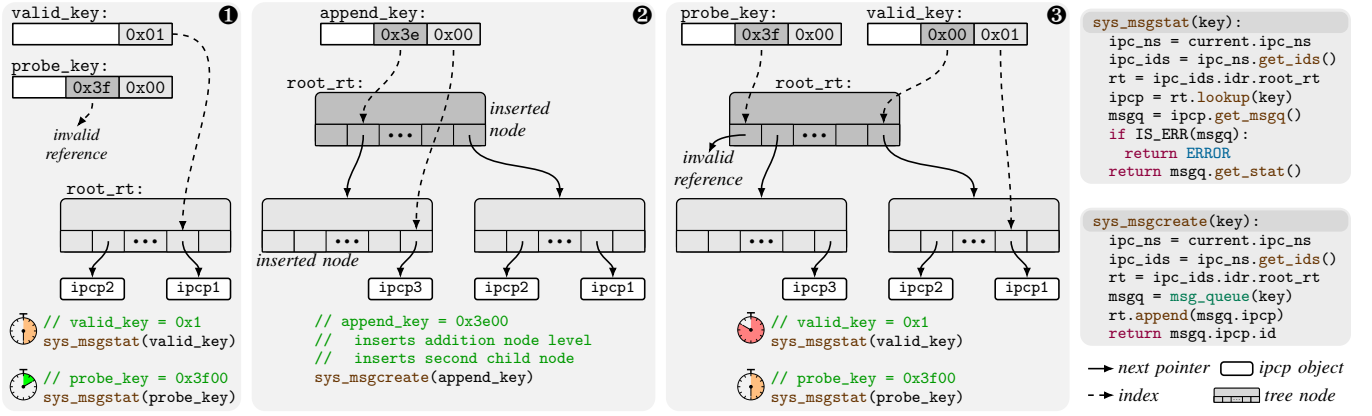 ❶
valid_key:
0x01
probe_key:
0x3f 0x00
invalid
reference
root_rt:
•••
ipcp2 ipcp1
// valid_key = 0x1
sys_msgstat(valid_key)
// probe_key = 0x3f00
sys_msgstat(probe_key)
❷
append_key:
0x3e 0x00
root_rt:
inserted
node
•••
••• •••
inserted node
ipcp3 ipcp2 ipcp1
// append_key = 0x3e00
// inserts addition node level
// inserts second child node
sys_msgcreate(append_key)
❸
probe_key: valid_key:
0x3f 0x00 0x00 0x01
root_rt:
•••
invalid
reference
•••
ipcp3 ipcp2 ipcp1
// valid_key = 0x1
sys_msgstat(valid_key)
// probe_key = 0x3f00
sys_msgstat(probe_key)
sys_msgstat(key):
ipc_ns = current.ipc_ns
ipc_ids = ipc_ns.get_ids()
rt = ipc_ids.idr.root_rt
ipcp = rt.lookup(key)
msgq = ipcp.get_msgq()
if IS_ERR(msgq):
return ERROR
return msgq.get_stat()
sys_msgcreate(key):
ipc_ns = current.ipc_ns
ipc_ids = ipc_ns.get_ids()
rt = ipc_ids.idr.root_rt
msgq = msg_queue(key)
rt.append(msgq.ipcp)
return msgq.ipcp.id
next pointer ipcp object
index tree node